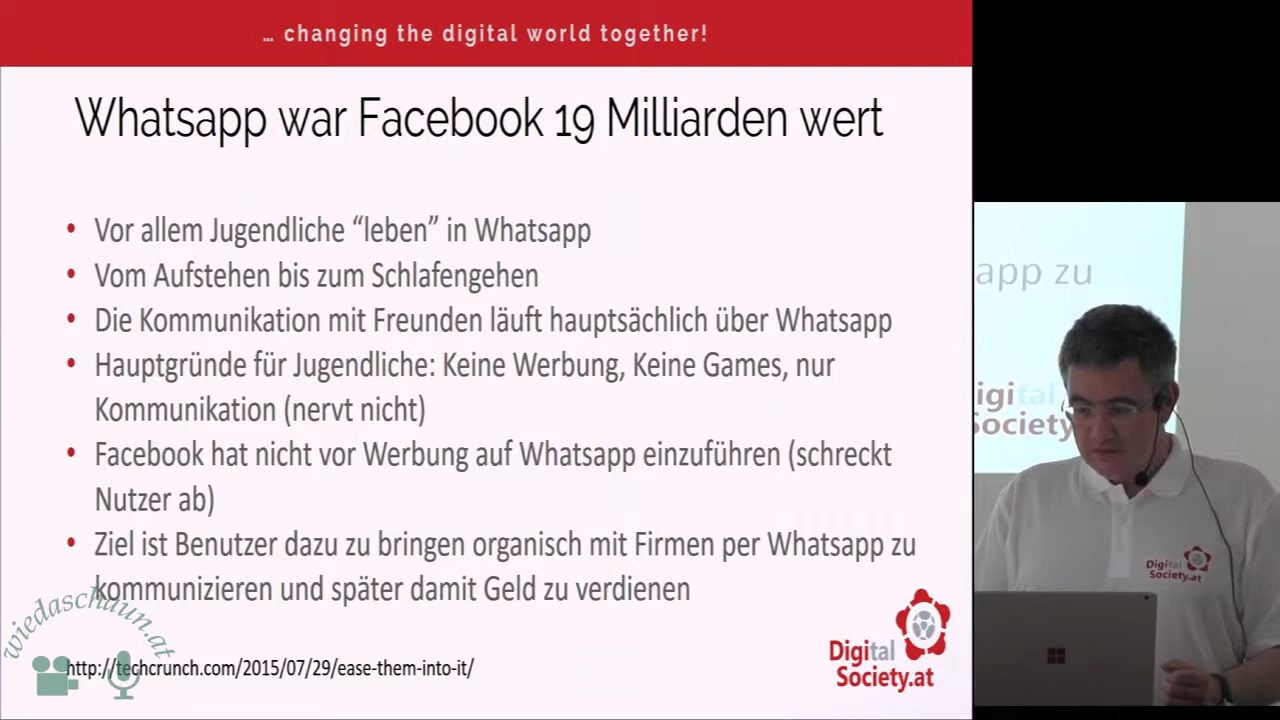 … changing the digital world together!
Whatsapp war Facebook 19 Milliarden wert
• Vor allem Jugendliche “leben” in Whatsapp
• Vom Aufstehen bis zum Schlafengehen
• Die Kommunikation mit Freunden läuft hauptsächlich über Whatsapp
• Hauptgründe für Jugendliche: Keine Werbung, Keine Games, nur
Kommunikation (nervt nicht)
• Facebook hat nicht vor Werbung auf Whatsapp einzuführen (schreckt
Nutzer ab)
• Ziel ist Benutzer dazu zu bringen organisch mit Firmen per Whatsapp zu
kommunizieren und später damit Geld zu verdienen
http://techcrunch.com/2015/07/29/ease-them-into-it/
wiedaschaun.at
Digital
Society.at
app zu
igital
Society
Digital
Society.at